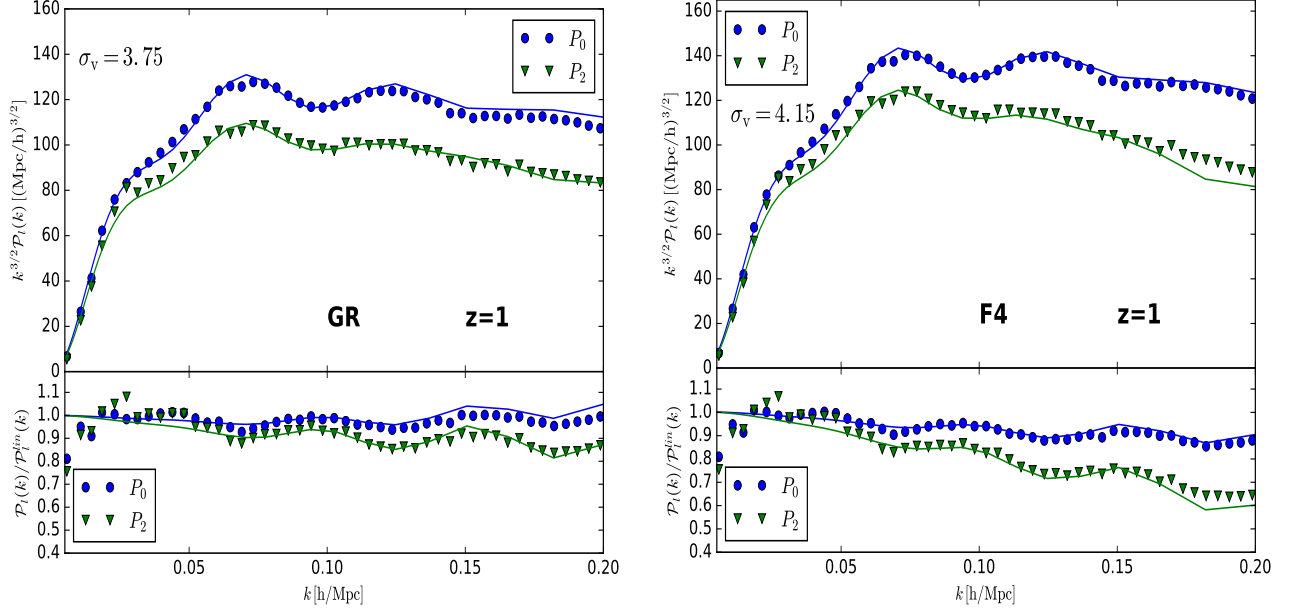 160
140
120
100
80
60
40
20
0
k^{3/2}𝒫_l(k) [(Mpc/h)^{3/2}]
σ_v = 3.75
P_0
P_2
GR z=1
1.1
1.0
0.9
0.8
0.7
0.6
0.5
0.4
𝒫_l(k)/𝒫_l^{lin}(k)
P_0
P_2
0.05 0.10 0.15 0.20
k [h/Mpc]
160
140
120
100
80
60
40
20
0
k^{3/2}𝒫_l(k) [(Mpc/h)^{3/2}]
P_0
P_2
σ_v = 4.15
F4 z=1
1.1
1.0
0.9
0.8
0.7
0.6
0.5
0.4
𝒫_l(k)/𝒫_l^{lin}(k)
P_0
P_2
0.05 0.10 0.15 0.20
k [h/Mpc]